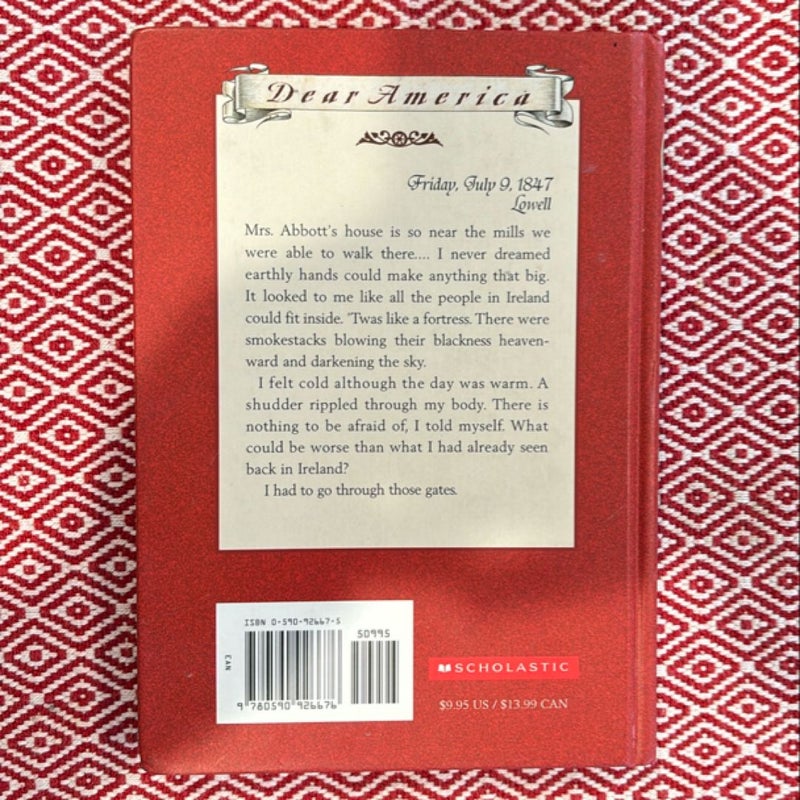 Dear America
Friday, July 9, 1847
Lowell
Mrs. Abbott's house is so near the mills we
were able to walk there.... I never dreamed
earthly hands could make anything that big.
It looked to me like all the people in Ireland
could fit inside. 'Twas like a fortress. There were
smokestacks blowing their blackness heaven-
ward and darkening the sky.
I felt cold although the day was warm. A
shudder rippled through my body. There is
nothing to be afraid of, I told myself. What
could be worse than what I had already seen
back in Ireland?
I had to go through those gates.
ISBN 0-590-92667-5
50995
EAN
9 780590 926676
SCHOLASTIC
$9.95 US / $13.99 CAN